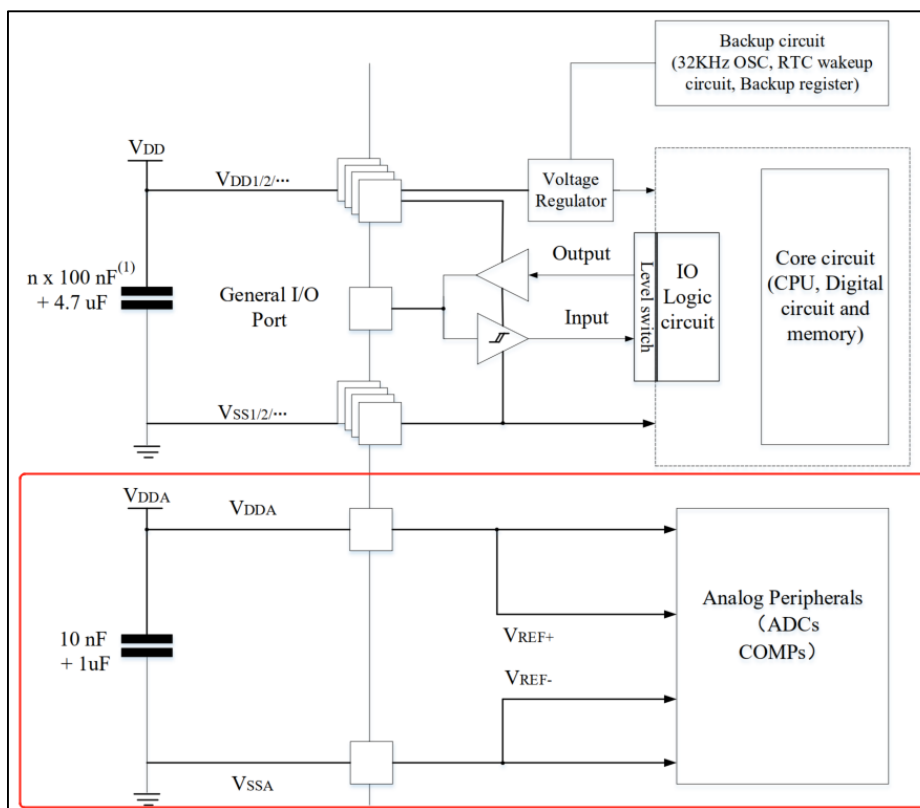 Backup circuit
(32KHz OSC, RTC wakeup
circuit, Backup register)
VDD
VDD1/2/···
Voltage
Regulator
n x 100 nF(1)
+ 4.7 uF
General I/O
Port
Output
Input
Level switch
IO
Logic
circuit
Core circuit
(CPU, Digital
circuit and
memory)
VSS1/2/···
VDDA
VDDA
10 nF
+ 1uF
VREF+
VREF-
Analog Peripherals
（ADCs
COMPs）
VSSA